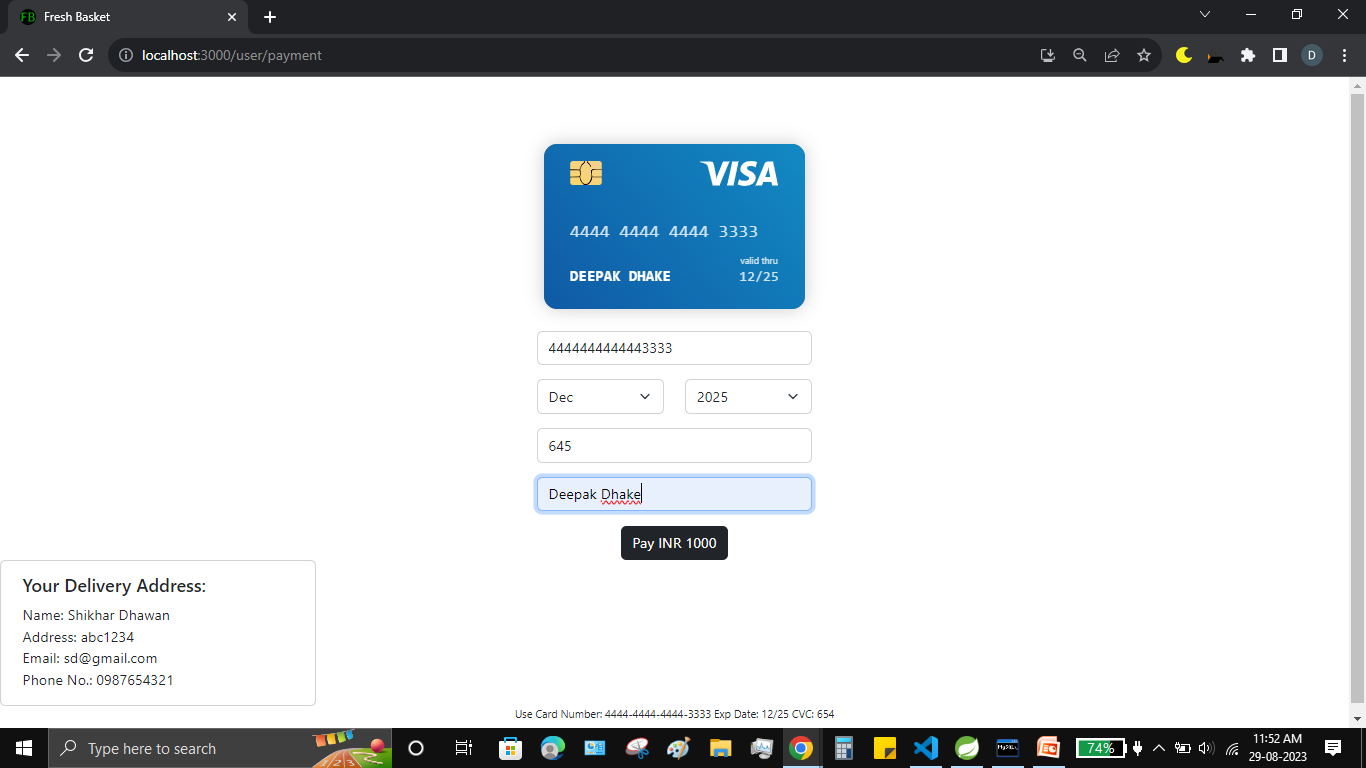 FB Fresh Basket
localhost:3000/user/payment
D
VISA
4444 4444 4444 3333
valid thru
DEEPAK DHAKE 12/25
4444444444443333
Dec 2025
645
Deepak Dhake
Pay INR 1000
Your Delivery Address:
Name: Shikhar Dhawan
Address: abc1234
Email: sd@gmail.com
Phone No.: 0987654321
Use Card Number: 4444-4444-4444-3333 Exp Date: 12/25 CVC: 654
Type here to search
MySQL
74%
11:52 AM
29-08-2023